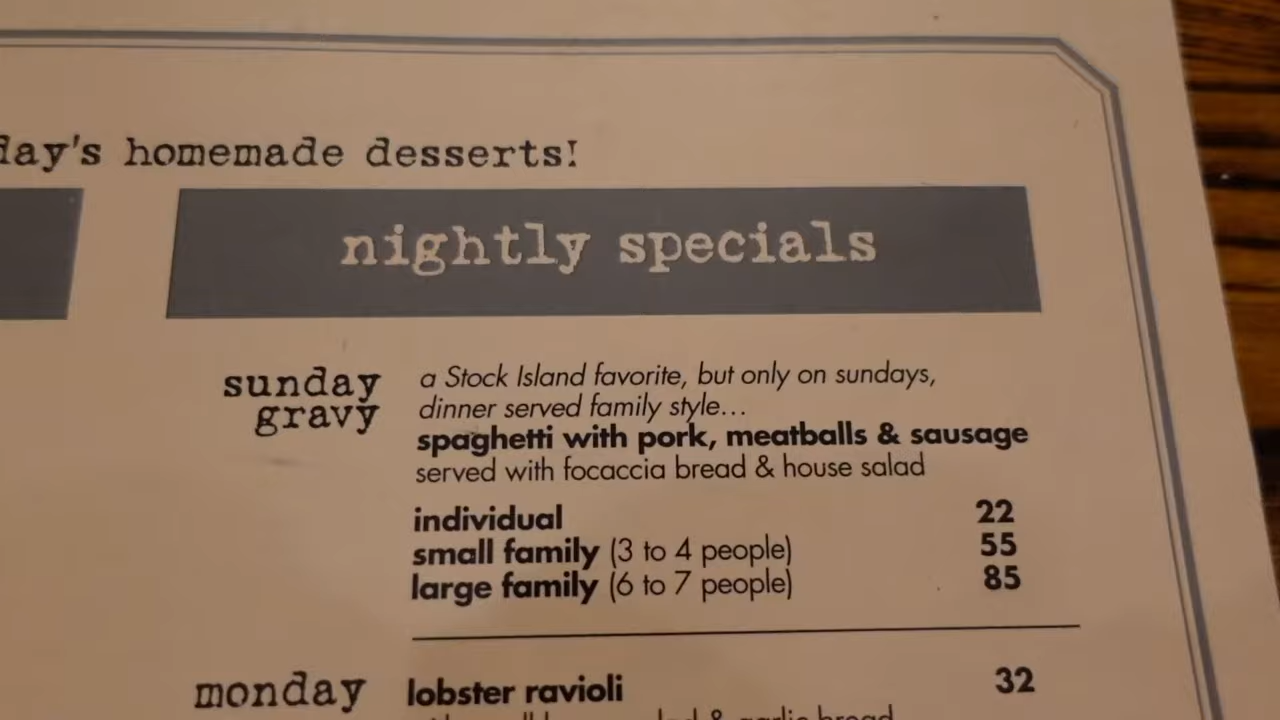 day's homemade desserts!
nightly specials
sunday gravy
a Stock Island favorite, but only on sundays,
dinner served family style...
spaghetti with pork, meatballs & sausage
served with focaccia bread & house salad
individual 22
small family (3 to 4 people) 55
large family (6 to 7 people) 85
monday lobster ravioli 32